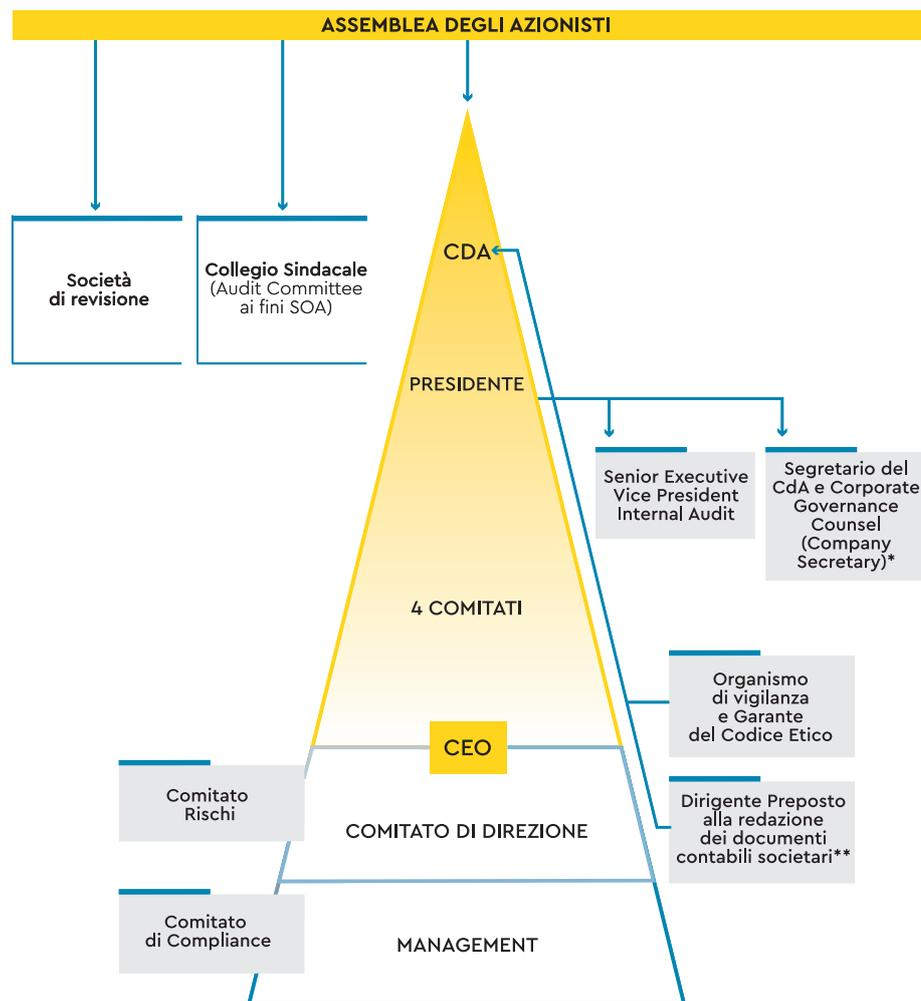 ASSEMBLEA DEGLI AZIONISTI
Società
di revisione
Collegio Sindacale
(Audit Committee
ai fini SOA)
CDA
PRESIDENTE
Senior Executive
Vice President
Internal Audit
Segretario del
CdA e Corporate
Governance
Counsel
(Company
Secretary)*
4 COMITATI
Organismo
di vigilanza
e Garante
del Codice Etico
CEO
Comitato
Rischi
COMITATO DI DIREZIONE
Dirigente Preposto
alla redazione
dei documenti
contabili societari**
Comitato
di Compliance
MANAGEMENT